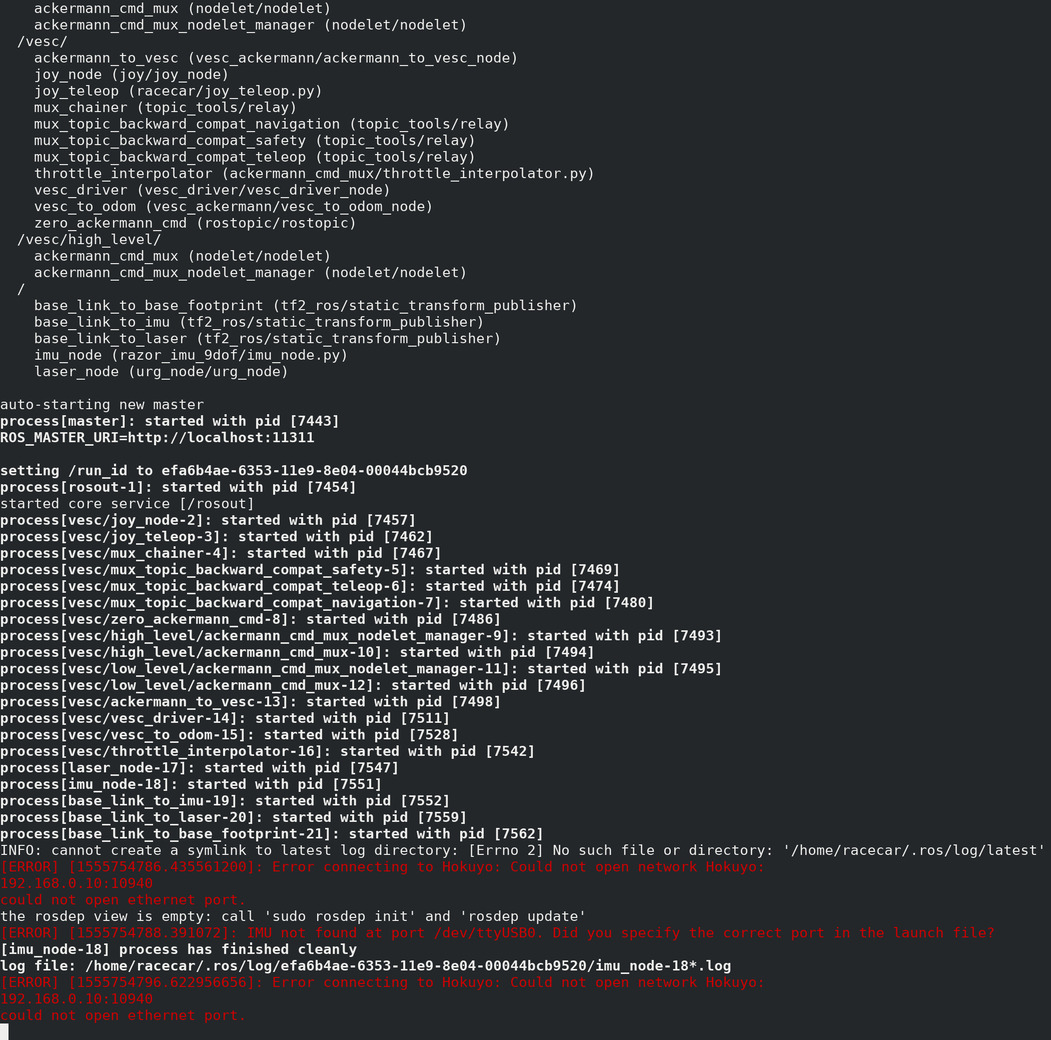 ackermann_cmd_mux (nodelet/nodelet)
ackermann_cmd_mux_nodelet_manager (nodelet/nodelet)
/vesc/
ackermann_to_vesc (vesc_ackermann/ackermann_to_vesc_node)
joy_node (joy/joy_node)
joy_teleop (racecar/joy_teleop.py)
mux_chainer (topic_tools/relay)
mux_topic_backward_compat_navigation (topic_tools/relay)
mux_topic_backward_compat_safety (topic_tools/relay)
mux_topic_backward_compat_teleop (topic_tools/relay)
throttle_interpolator (ackermann_cmd_mux/throttle_interpolator.py)
vesc_driver (vesc_driver/vesc_driver_node)
vesc_to_odom (vesc_ackermann/vesc_to_odom_node)
zero_ackermann_cmd (rostopic/rostopic)
/vesc/high_level/
ackermann_cmd_mux (nodelet/nodelet)
ackermann_cmd_mux_nodelet_manager (nodelet/nodelet)
/
base_link_to_base_footprint (tf2_ros/static_transform_publisher)
base_link_to_imu (tf2_ros/static_transform_publisher)
base_link_to_laser (tf2_ros/static_transform_publisher)
imu_node (razor_imu_9dof/imu_node.py)
laser_node (urg_node/urg_node)
auto-starting new master
process[master]: started with pid [7443]
ROS_MASTER_URI=http://localhost:11311
setting /run_id to efa6b4ae-6353-11e9-8e04-00044bcb9520
process[rosout-1]: started with pid [7454]
started core service [/rosout]
process[vesc/joy_node-2]: started with pid [7457]
process[vesc/joy_teleop-3]: started with pid [7462]
process[vesc/mux_chainer-4]: started with pid [7467]
process[vesc/mux_topic_backward_compat_safety-5]: started with pid [7469]
process[vesc/mux_topic_backward_compat_teleop-6]: started with pid [7474]
process[vesc/mux_topic_backward_compat_navigation-7]: started with pid [7480]
process[vesc/zero_ackermann_cmd-8]: started with pid [7486]
process[vesc/high_level/ackermann_cmd_mux_nodelet_manager-9]: started with pid [7493]
process[vesc/high_level/ackermann_cmd_mux-10]: started with pid [7494]
process[vesc/low_level/ackermann_cmd_mux_nodelet_manager-11]: started with pid [7495]
process[vesc/low_level/ackermann_cmd_mux-12]: started with pid [7496]
process[vesc/ackermann_to_vesc-13]: started with pid [7498]
process[vesc/vesc_driver-14]: started with pid [7511]
process[vesc/vesc_to_odom-15]: started with pid [7528]
process[vesc/throttle_interpolator-16]: started with pid [7542]
process[laser_node-17]: started with pid [7547]
process[imu_node-18]: started with pid [7551]
process[base_link_to_imu-19]: started with pid [7552]
process[base_link_to_laser-20]: started with pid [7559]
process[base_link_to_base_footprint-21]: started with pid [7562]
INFO: cannot create a symlink to latest log directory: [Errno 2] No such file or directory: '/home/racecar/.ros/log/latest'
[ERROR] [1555754786.435561200]: Error connecting to Hokuyo: Could not open network Hokuyo:
192.168.0.10:10940
could not open ethernet port.
the rosdep view is empty: call 'sudo rosdep init' and 'rosdep update'
[ERROR] [1555754788.391072]: IMU not found at port /dev/ttyUSB0. Did you specify the correct port in the launch file?
[imu_node-18] process has finished cleanly
log file: /home/racecar/.ros/log/efa6b4ae-6353-11e9-8e04-00044bcb9520/imu_node-18*.log
[ERROR] [1555754796.622956656]: Error connecting to Hokuyo: Could not open network Hokuyo:
192.168.0.10:10940
could not open ethernet port.